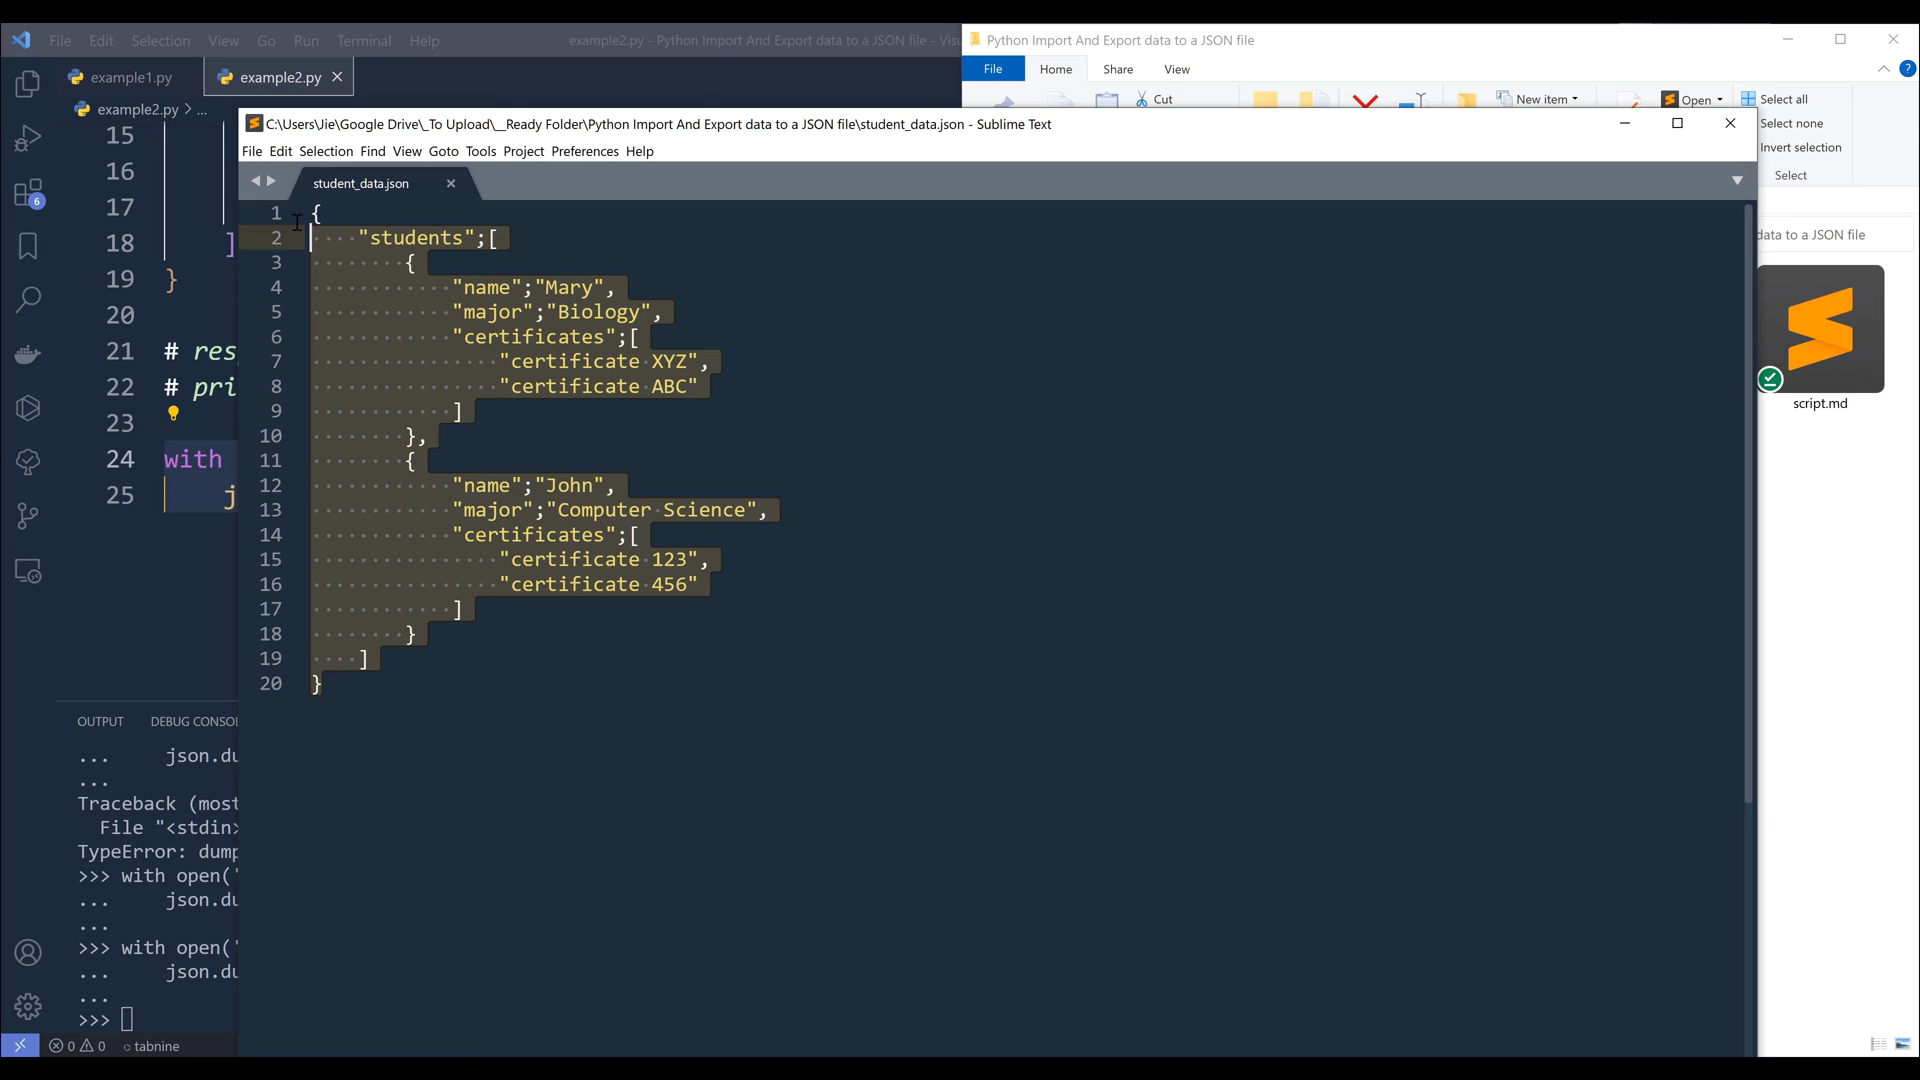 File Edit Selection View Go Run Terminal Help
example2.py - Python Import And Export data to a JSON file - Visu
example1.py
example2.py
example2.py > ...
15
16
17
18 ]
19 }
20
21 # res
22 # pri
23
24 with
25 j
OUTPUT DEBUG CONSOL
... json.du
...
Traceback (most
File "<stdin>
TypeError: dump
>>> with open('
... json.du
...
>>> with open('
... json.du
...
>>>
6
0 0 tabnine
Python Import And Export data to a JSON file
File Home Share View
Cut
New item
Open
Select all
Select none
Invert selection
Select
data to a JSON file
script.md
C:\Users\Jie\Google Drive\_To Upload\__Ready Folder\Python Import And Export data to a JSON file\student_data.json - Sublime Text
File Edit Selection Find View Goto Tools Project Preferences Help
student_data.json
1 {
2 "students";[
3 {
4 "name";"Mary",
5 "major";"Biology",
6 "certificates";[
7 "certificate XYZ",
8 "certificate ABC"
9 ]
10 },
11 {
12 "name";"John",
13 "major";"Computer Science",
14 "certificates";[
15 "certificate 123",
16 "certificate 456"
17 ]
18 }
19 ]
20 }